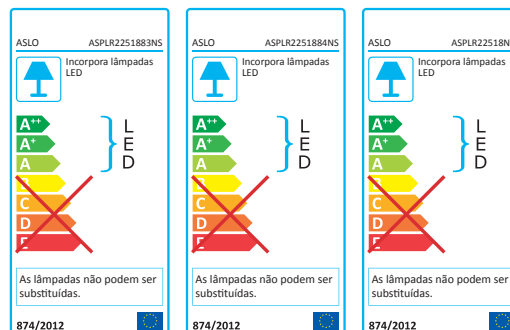 ASLO ASPLR2251883NS
Incorpora lâmpadas
LED
A++
A+
A
L
E
D
C
D
As lâmpadas não podem ser
substituídas.
874/2012
ASLO ASPLR2251884NS
Incorpora lâmpadas
LED
A++
A+
A
L
E
D
C
D
As lâmpadas não podem ser
substituídas.
874/2012
ASLO ASPLR22518N
Incorpora lâmpadas
LED
A++
A+
A
L
E
D
C
D
As lâmpadas não podem ser
substituídas.
874/2012